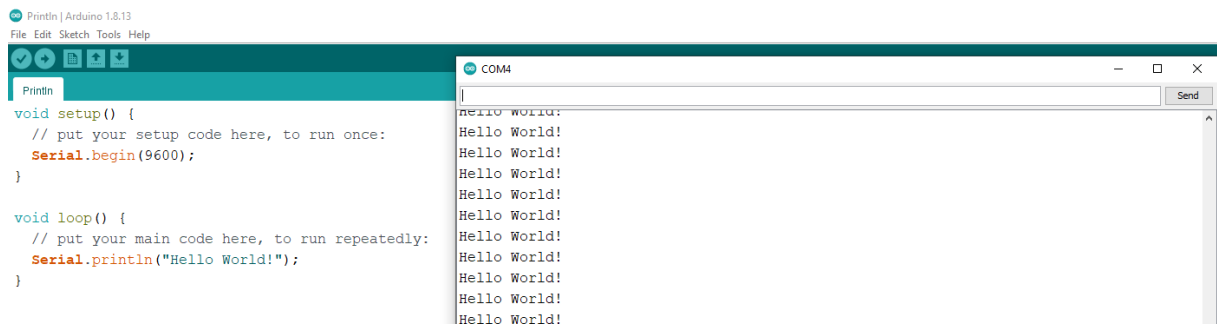 Println | Arduino 1.8.13
File Edit Sketch Tools Help
Println
void setup() {
  // put your setup code here, to run once:
  Serial.begin(9600);
}
void loop() {
  // put your main code here, to run repeatedly:
  Serial.println("Hello World!");
}
COM4
Send
Hello World!
Hello World!
Hello World!
Hello World!
Hello World!
Hello World!
Hello World!
Hello World!
Hello World!
Hello World!
Hello World!